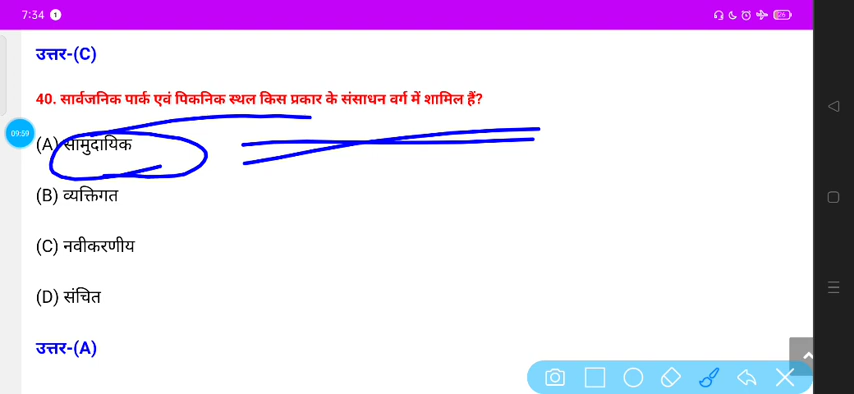 7:34 1
उत्तर-(C)
40. सार्वजनिक पार्क एवं पिकनिक स्थल किस प्रकार के संसाधन वर्ग में शामिल हैं?
09:59
(A) सामुदायिक
(B) व्यक्तिगत
(C) नवीकरणीय
(D) संचित
उत्तर-(A)